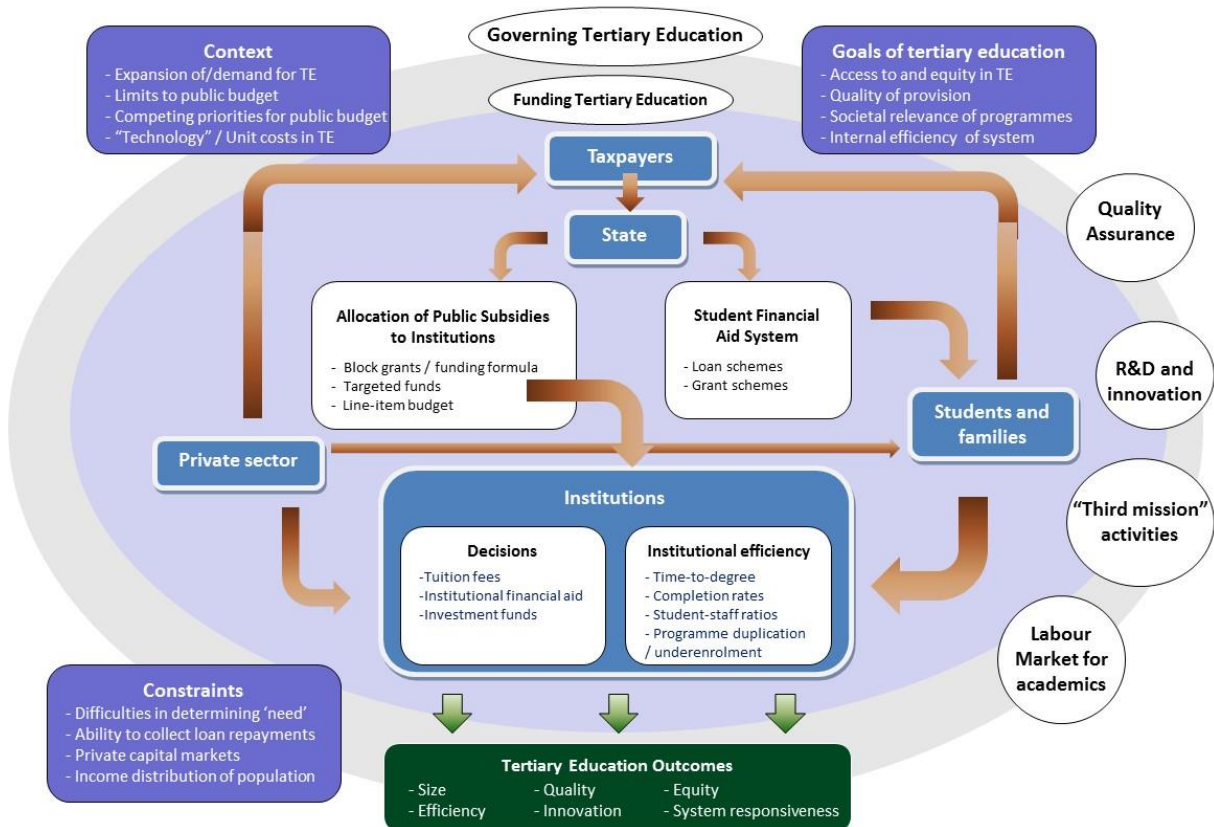 Governing Tertiary Education
Context
- Expansion of/demand for TE
- Limits to public budget
- Competing priorities for public budget
- “Technology” / Unit costs in TE
Goals of tertiary education
- Access to and equity in TE
- Quality of provision
- Societal relevance of programmes
- Internal efficiency of system
Funding Tertiary Education
Taxpayers
State
Quality
Assurance
Allocation of Public Subsidies
to Institutions
- Block grants / funding formula
- Targeted funds
- Line-item budget
Student Financial
Aid System
- Loan schemes
- Grant schemes
R&D and
innovation
Students and
families
Private sector
Institutions
Decisions
-Tuition fees
-Institutional financial aid
-Investment funds
Institutional efficiency
- Time-to-degree
- Completion rates
- Student-staff ratios
- Programme duplication
/ underenrolment
“Third mission”
activities
Labour
Market for
academics
Constraints
- Difficulties in determining ‘need’
- Ability to collect loan repayments
- Private capital markets
- Income distribution of population
Tertiary Education Outcomes
- Size - Quality - Equity
- Efficiency - Innovation - System responsiveness